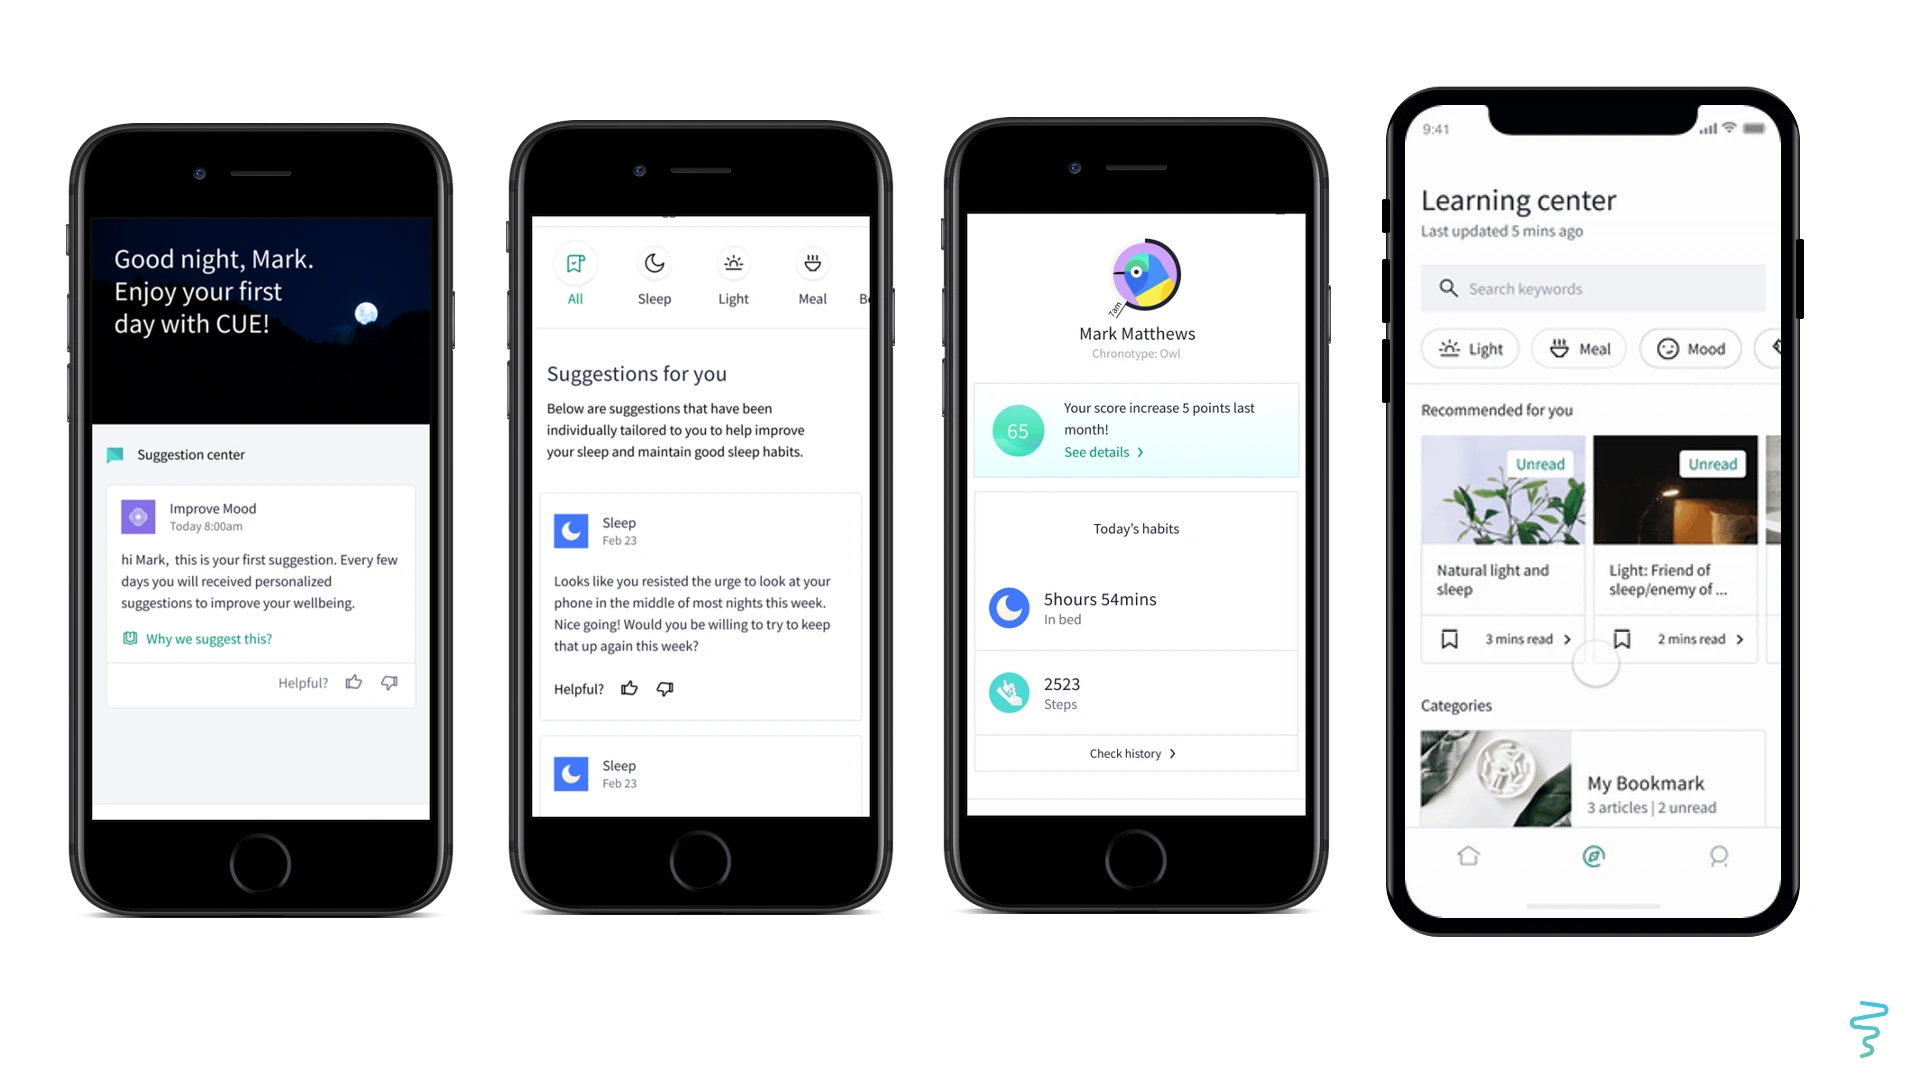 Good night, Mark.
Enjoy your first
day with CUE!
Suggestion center
Improve Mood
Today 8:00am
hi Mark, this is your first suggestion. Every few
days you will received personalized
suggestions to improve your wellbeing.
Why we suggest this?
Helpful?
All
Sleep
Light
Meal
Be
Suggestions for you
Below are suggestions that have been
individually tailored to you to help improve
your sleep and maintain good sleep habits.
Sleep
Feb 23
Looks like you resisted the urge to look at your
phone in the middle of most nights this week.
Nice going! Would you be willing to try to keep
that up again this week?
Helpful?
Sleep
Feb 23
7am
Mark Matthews
Chronotype: Owl
65
Your score increase 5 points last
month!
See details
Today's habits
5hours 54mins
In bed
2523
Steps
Check history
9:41
Learning center
Last updated 5 mins ago
Search keywords
Light
Meal
Mood
Recommended for you
Unread
Natural light and
sleep
3 mins read
Unread
Light: Friend of
sleep/enemy of ...
2 mins read
Categories
My Bookmark
3 articles | 2 unread